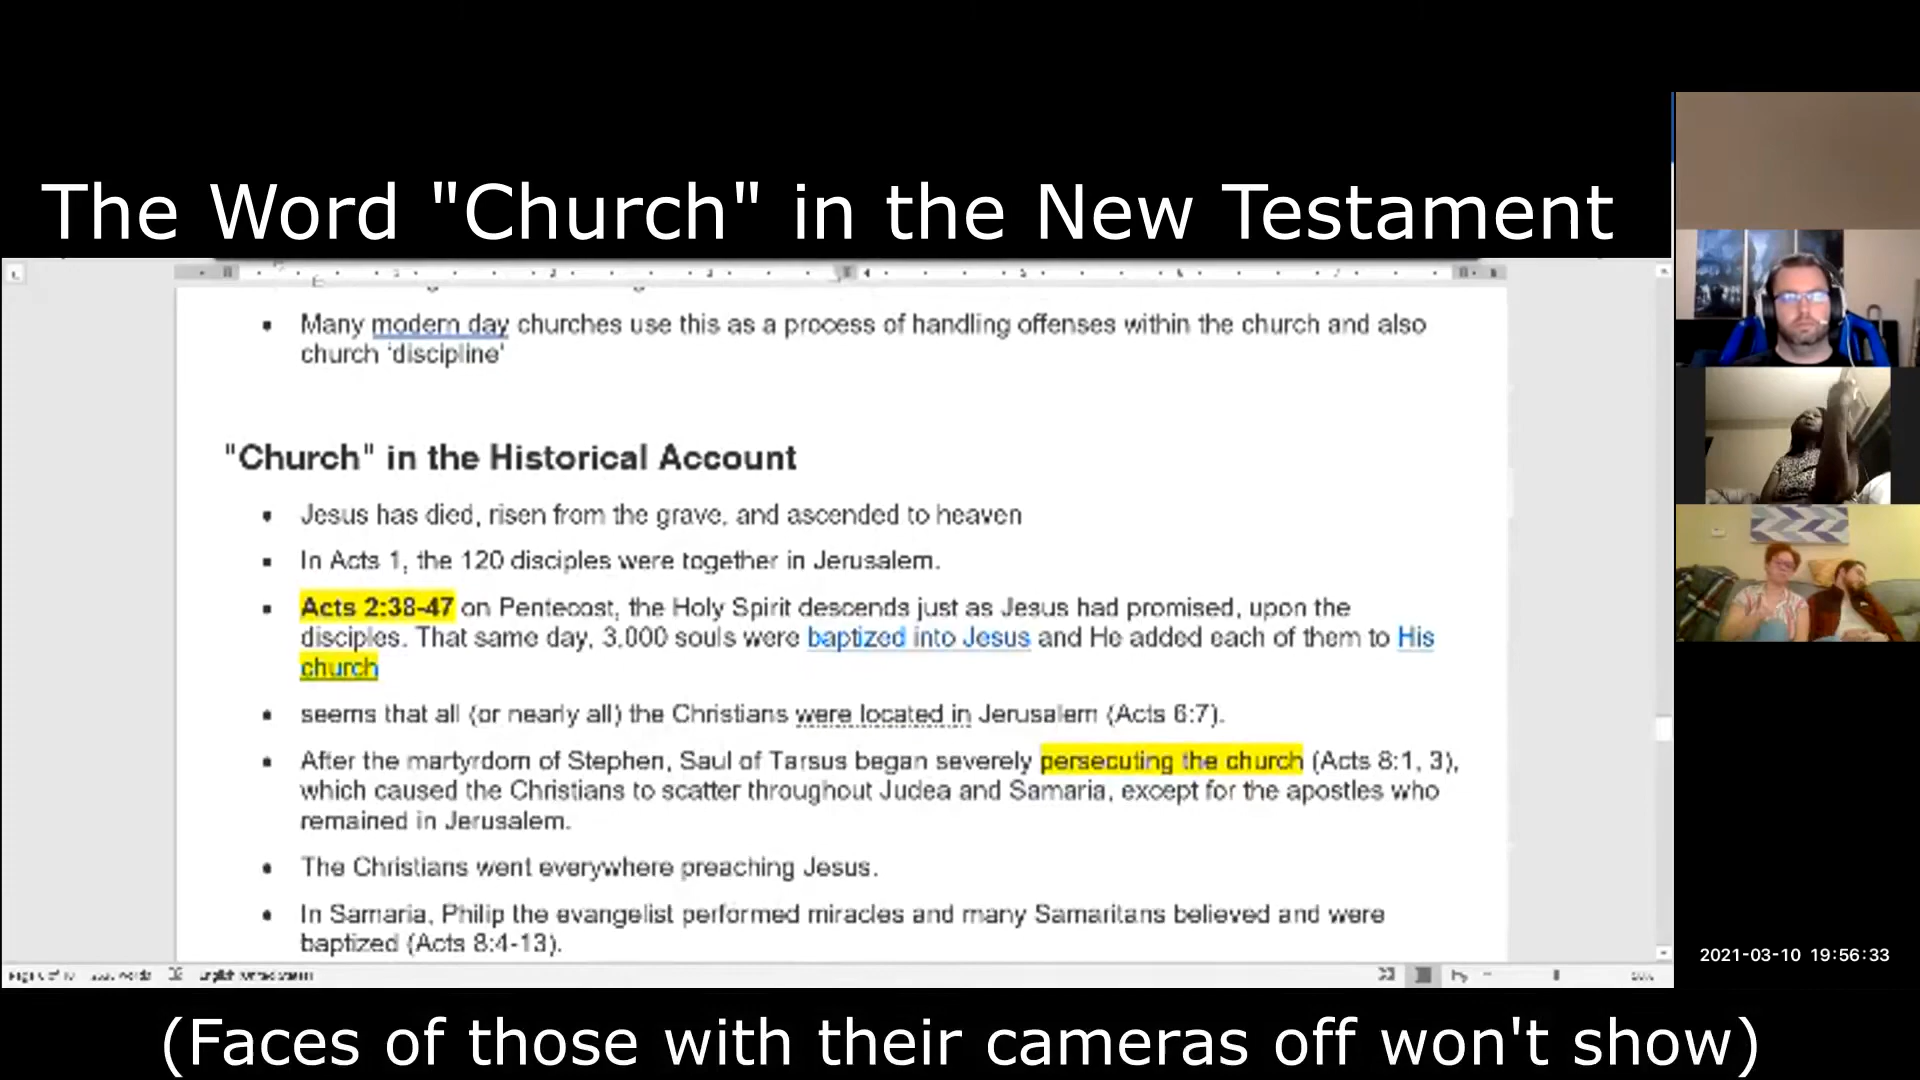 The Word "Church" in the New Testament
Many modern day churches use this as a process of handling offenses within the church and also
church 'discipline'
"Church" in the Historical Account
Jesus has died, risen from the grave, and ascended to heaven
In Acts 1, the 120 disciples were together in Jerusalem.
Acts 2:38-47 on Pentecost, the Holy Spirit descends just as Jesus had promised, upon the
disciples. That same day, 3,000 souls were baptized into Jesus and He added each of them to His
church
seems that all (or nearly all) the Christians were located in Jerusalem (Acts 6:7).
After the martyrdom of Stephen, Saul of Tarsus began severely persecuting the church (Acts 8:1, 3),
which caused the Christians to scatter throughout Judea and Samaria, except for the apostles who
remained in Jerusalem.
The Christians went everywhere preaching Jesus.
In Samaria, Philip the evangelist performed miracles and many Samaritans believed and were
baptized (Acts 8:4-13).
English (United States)
2021-03-10 19:56:33
(Faces of those with their cameras off won't show)